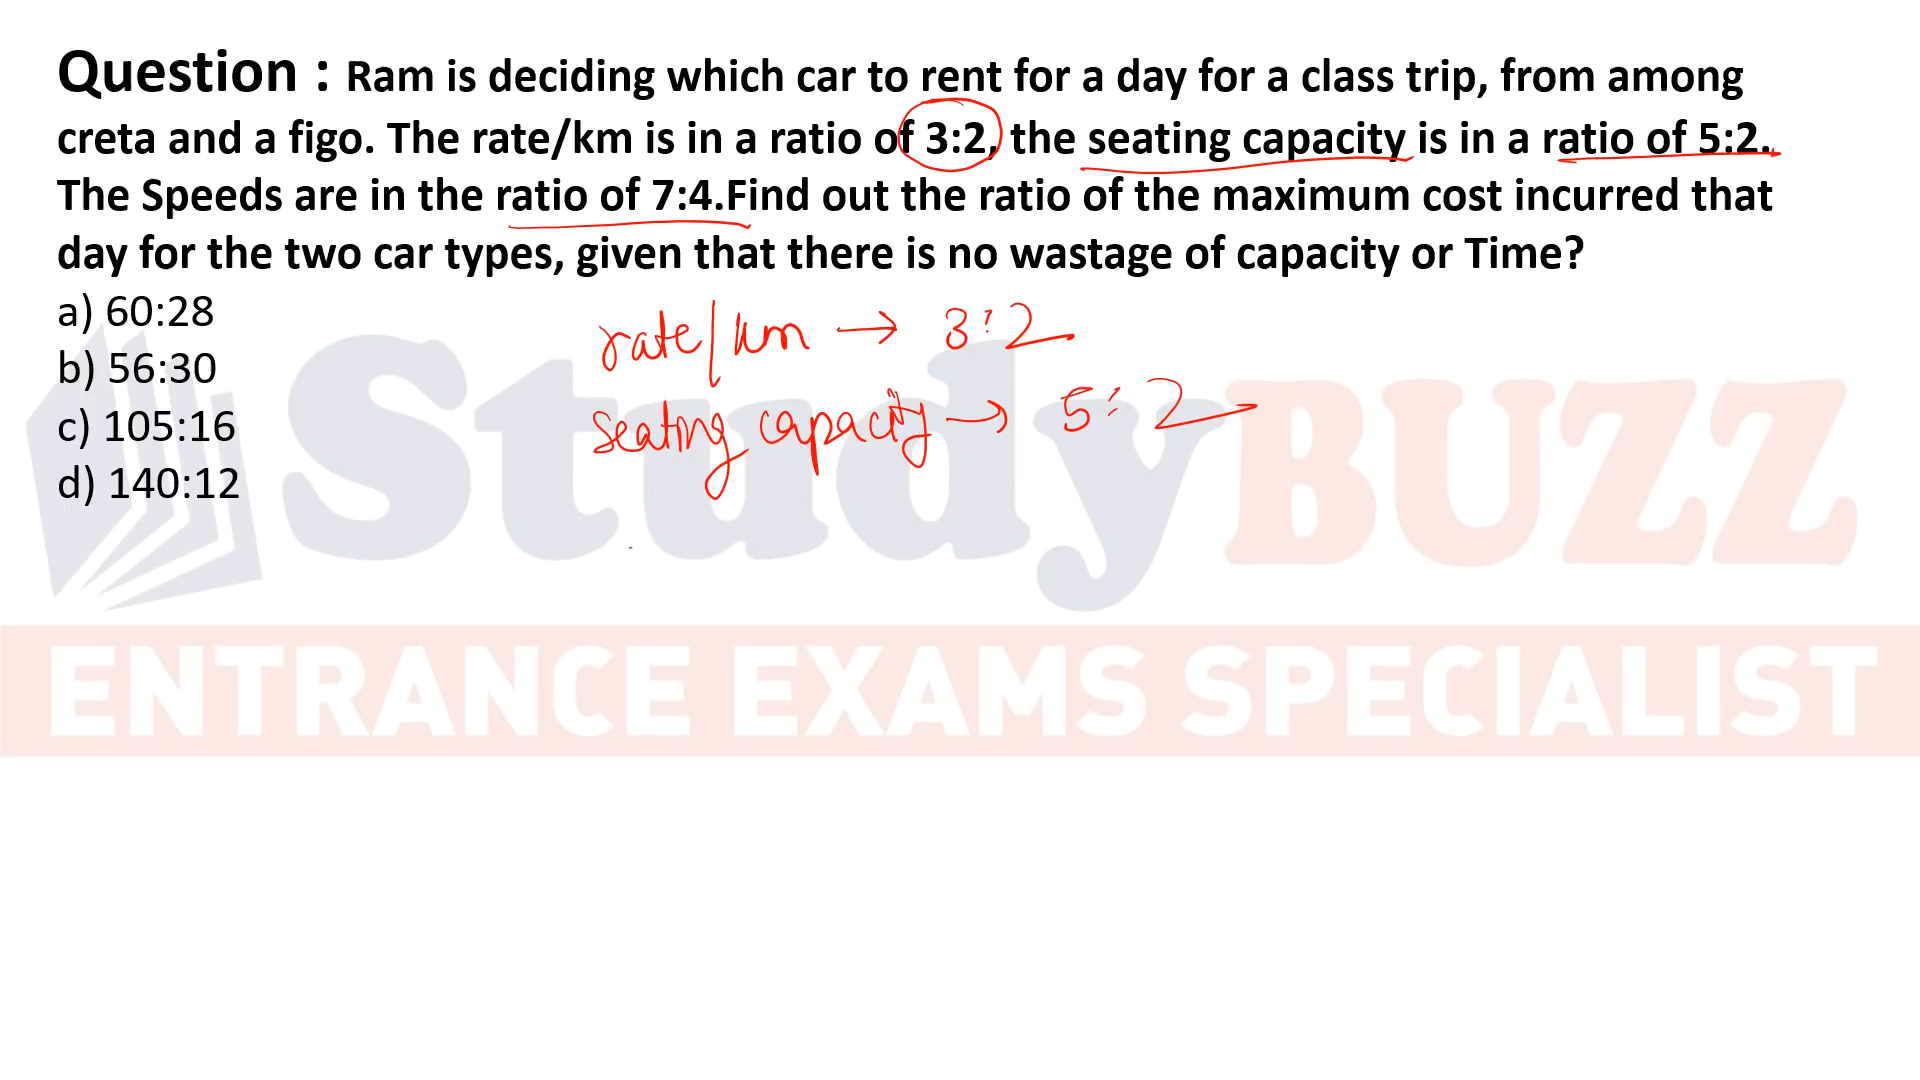 Question : Ram is deciding which car to rent for a day for a class trip, from among
creta and a figo. The rate/km is in a ratio of 3:2, the seating capacity is in a ratio of 5:2.
The Speeds are in the ratio of 7:4.Find out the ratio of the maximum cost incurred that
day for the two car types, given that there is no wastage of capacity or Time?
a) 60:28
b) 56:30
c) 105:16
d) 140:12
rate/km → 3:2
seating capacity → 5:2
StudyBUZZ
ENTRANCE EXAMS SPECIALIST